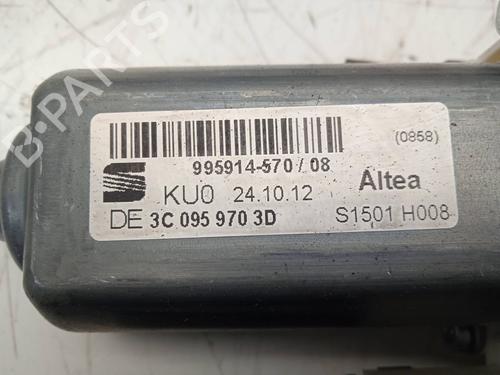 B-PARTS
(0858)
995914-570 / 08
KU0 24.10.12 Altea
DE 3C 095 970 3D S1501 H008